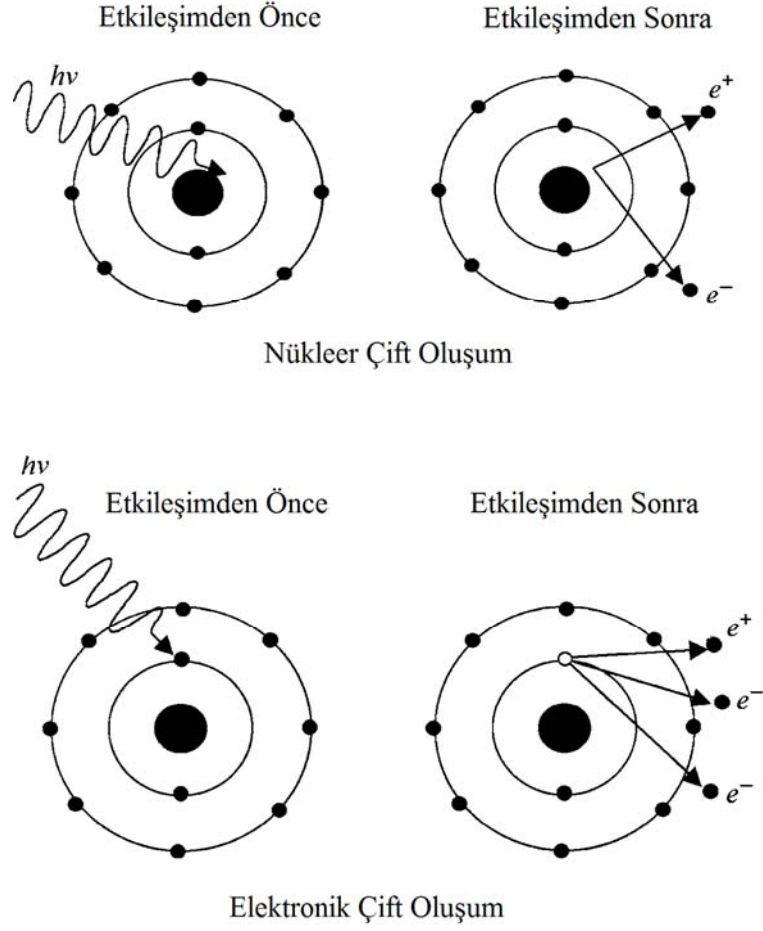 Etkileşimden Önce
Etkileşimden Sonra
hν
e⁺
e⁻
Nükleer Çift Oluşum
hν
Etkileşimden Önce
Etkileşimden Sonra
e⁺
e⁻
e⁻
Elektronik Çift Oluşum